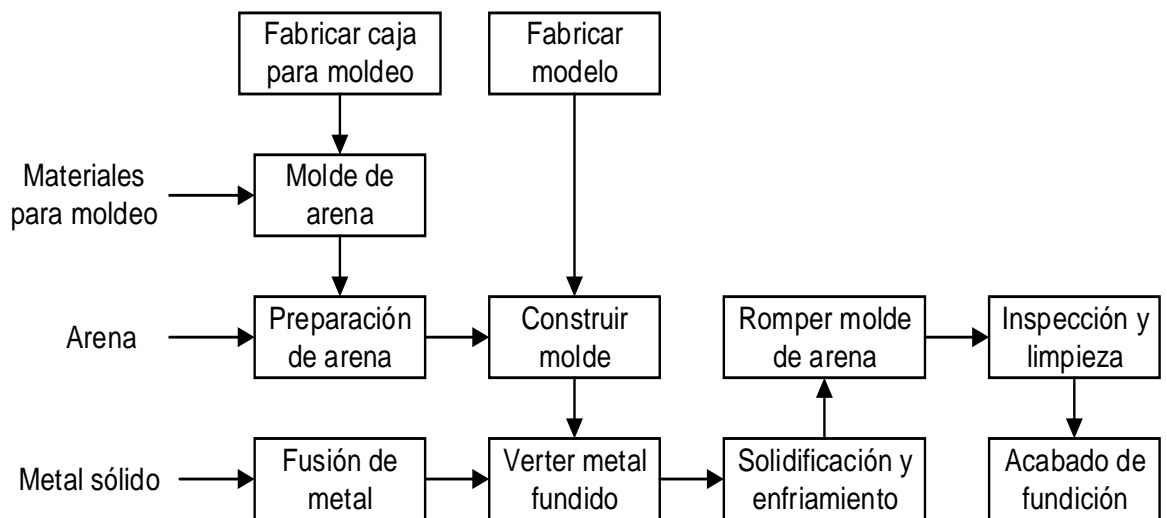 Fabricar caja
para moldeo
Fabricar
modelo
Materiales
para moldeo
Molde de
arena
Arena
Preparación
de arena
Construir
molde
Romper molde
de arena
Inspección y
limpieza
Metal sólido
Fusión de
metal
Verter metal
fundido
Solidificación y
enfriamiento
Acabado de
fundición